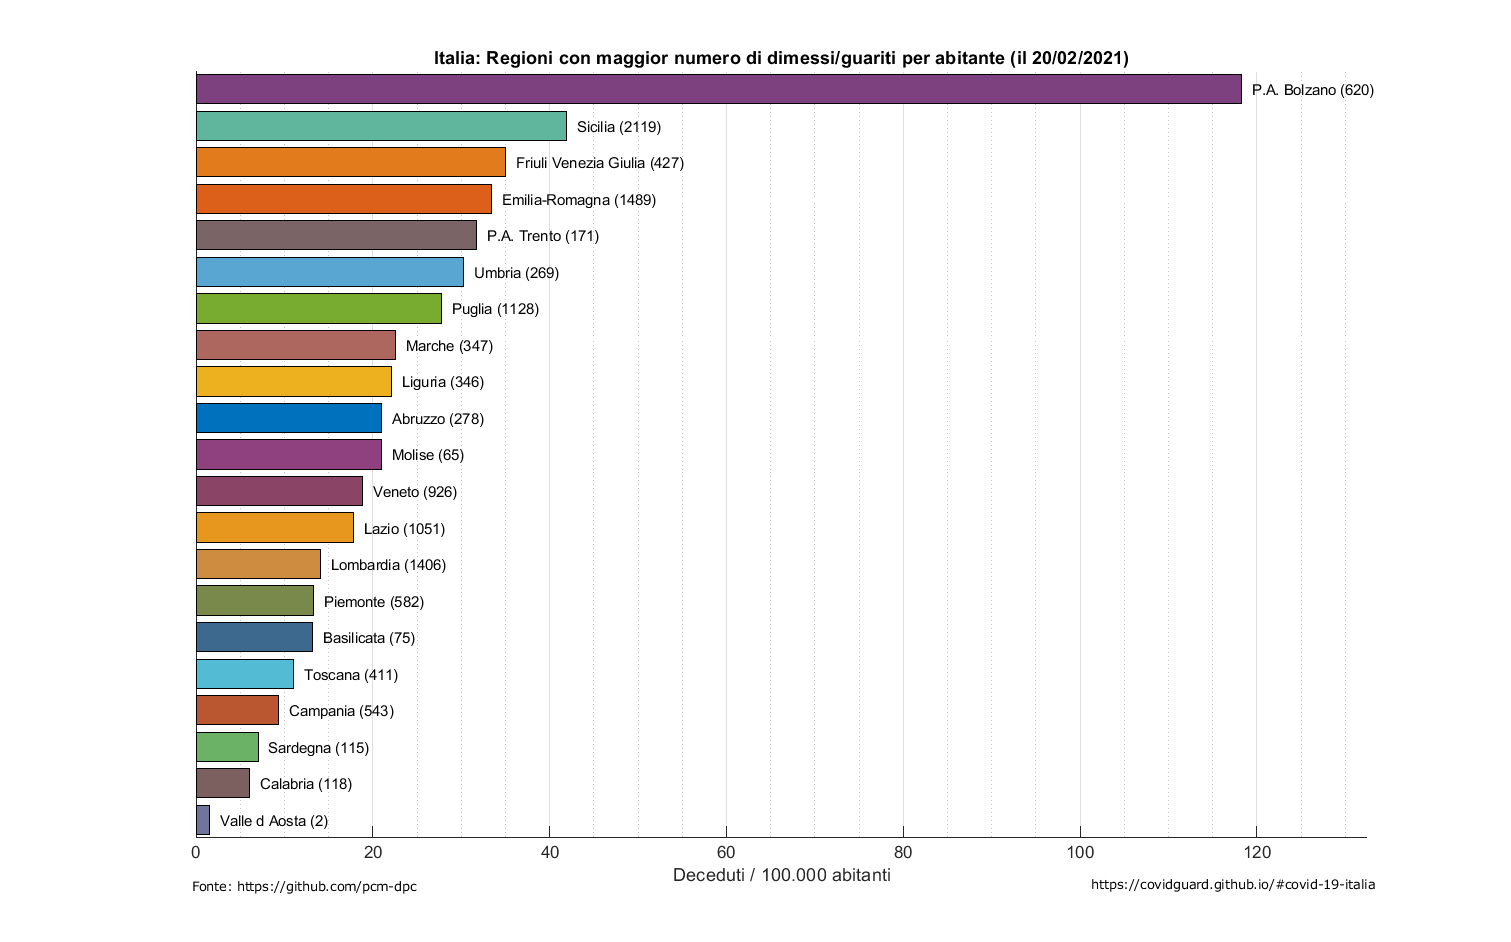 Italia: Regioni con maggior numero di dimessi/guariti per abitante (il 20/02/2021)
P.A. Bolzano (620)
Sicilia (2119)
Friuli Venezia Giulia (427)
Emilia-Romagna (1489)
P.A. Trento (171)
Umbria (269)
Puglia (1128)
Marche (347)
Liguria (346)
Abruzzo (278)
Molise (65)
Veneto (926)
Lazio (1051)
Lombardia (1406)
Piemonte (582)
Basilicata (75)
Toscana (411)
Campania (543)
Sardegna (115)
Calabria (118)
Valle d Aosta (2)
0 20 40 60 80 100 120
Deceduti / 100.000 abitanti
Fonte: https://github.com/pcm-dpc
https://covidguard.github.io/#covid-19-italia